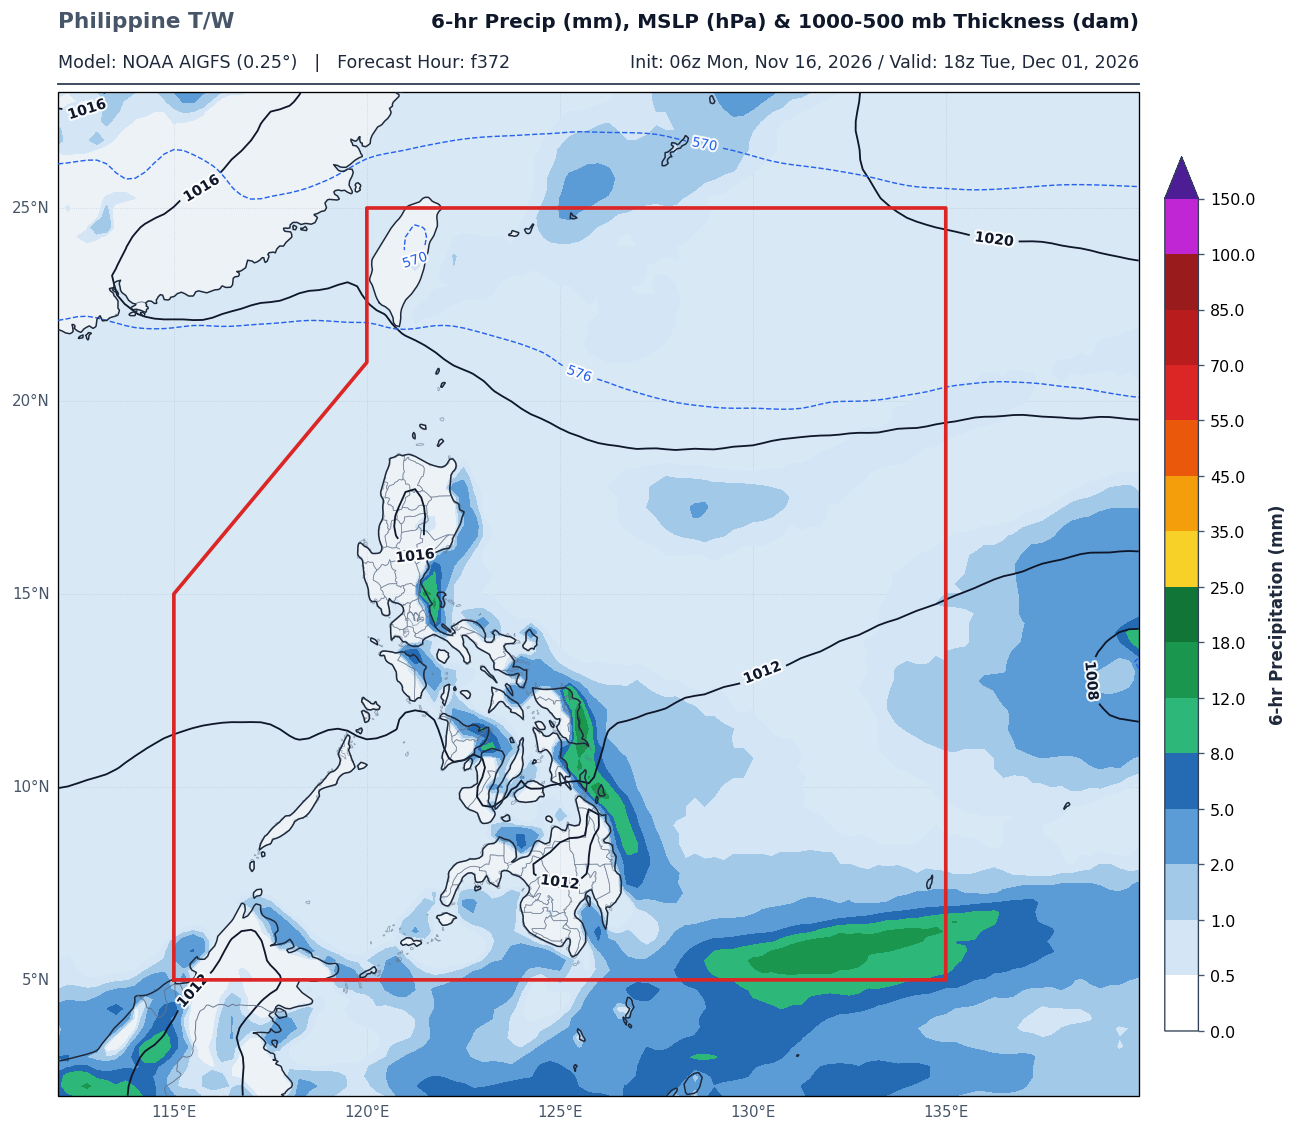 Philippine T/W
6-hr Precip (mm), MSLP (hPa) & 1000-500 mb Thickness (dam)
Model: NOAA AIGFS (0.25°) | Forecast Hour: f372
Init: 06z Mon, Nov 16, 2026 / Valid: 18z Tue, Dec 01, 2026
1016
570
1016
25°N
1020
570
576
20°N
1016
15°N
1012
1008
10°N
1012
1012
5°N
115°E
120°E
125°E
130°E
135°E
150.0
100.0
85.0
70.0
55.0
45.0
35.0
25.0
18.0
12.0
8.0
5.0
2.0
1.0
0.5
0.0
6-hr Precipitation (mm)